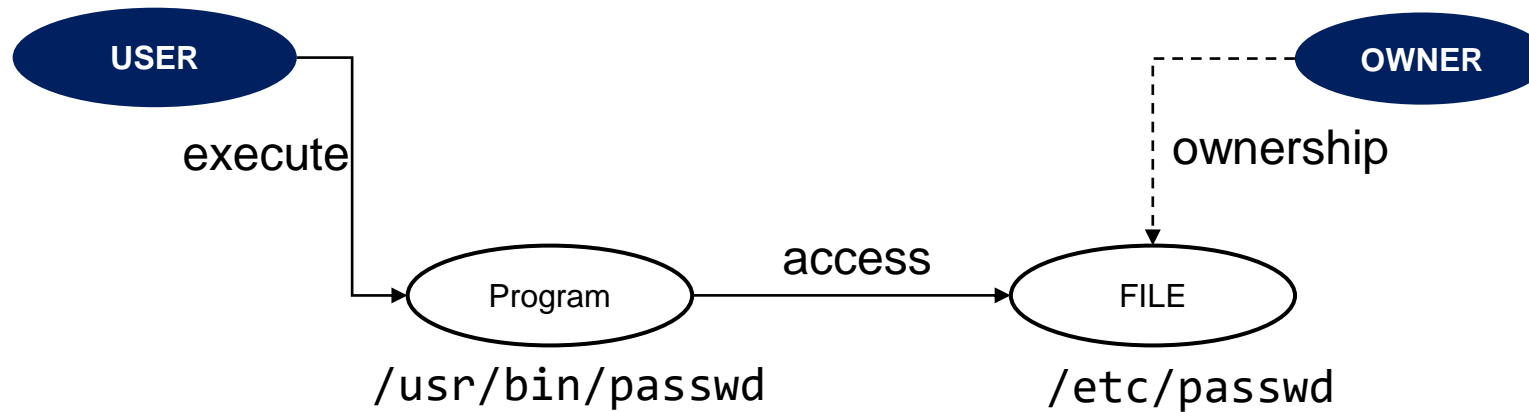 USER
OWNER
execute
ownership
access
Program
FILE
/usr/bin/passwd
/etc/passwd